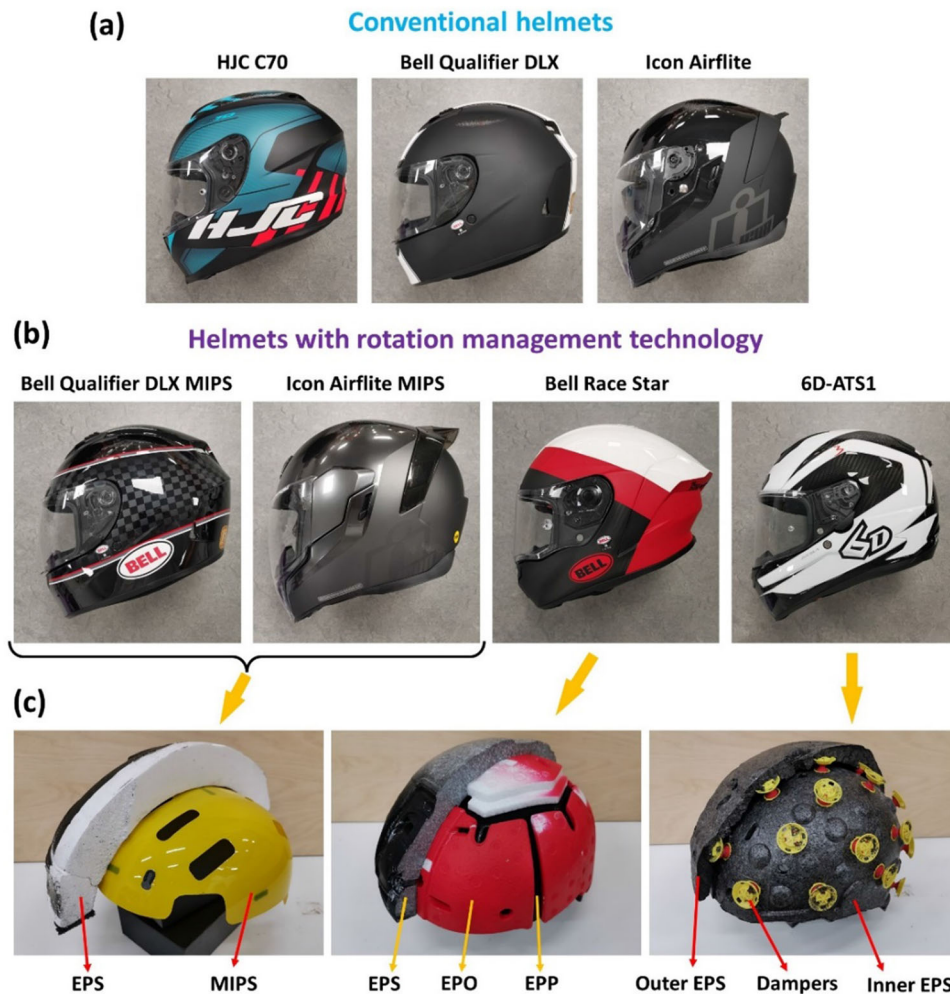 (a)
Conventional helmets
HJC C70
Bell Qualifier DLX
Icon Airflite
HJC
(b)
Helmets with rotation management technology
Bell Qualifier DLX MIPS
Icon Airflite MIPS
Bell Race Star
6D-ATS1
BELL
BELL
6D
(c)
EPS
MIPS
EPS
EPO
EPP
Outer EPS
Dampers
Inner EPS